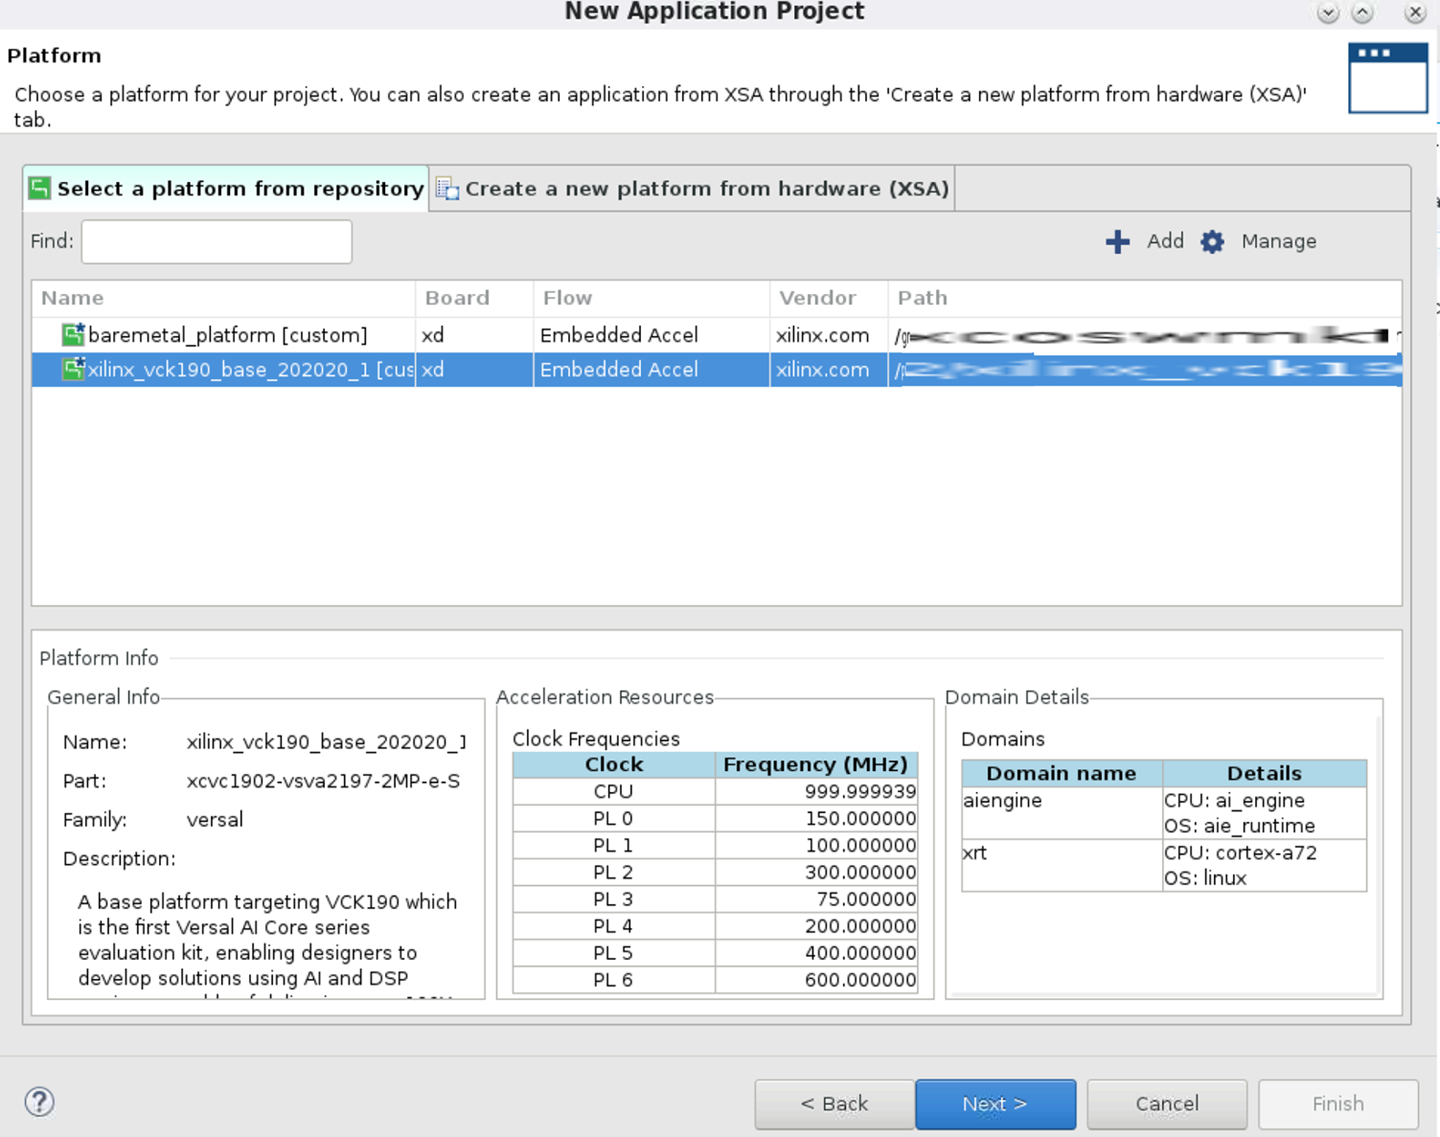 New Application Project
Platform
Choose a platform for your project. You can also create an application from XSA through the 'Create a new platform from hardware (XSA)'
tab.
Select a platform from repository
Create a new platform from hardware (XSA)
Find:
Add
Manage
Name Board Flow Vendor Path
baremetal_platform [custom] xd Embedded Accel xilinx.com
xilinx_vck190_base_202020_1 [cus xd Embedded Accel xilinx.com
Platform Info
General Info
Name: xilinx_vck190_base_202020_1
Part: xcvc1902-vsva2197-2MP-e-S
Family: versal
Description:
A base platform targeting VCK190 which
is the first Versal AI Core series
evaluation kit, enabling designers to
develop solutions using AI and DSP
Acceleration Resources
Clock Frequencies
Clock Frequency (MHz)
CPU 999.999939
PL 0 150.000000
PL 1 100.000000
PL 2 300.000000
PL 3 75.000000
PL 4 200.000000
PL 5 400.000000
PL 6 600.000000
Domain Details
Domains
Domain name Details
aiengine CPU: ai_engine
OS: aie_runtime
xrt CPU: cortex-a72
OS: linux
?
< Back
Next >
Cancel
Finish